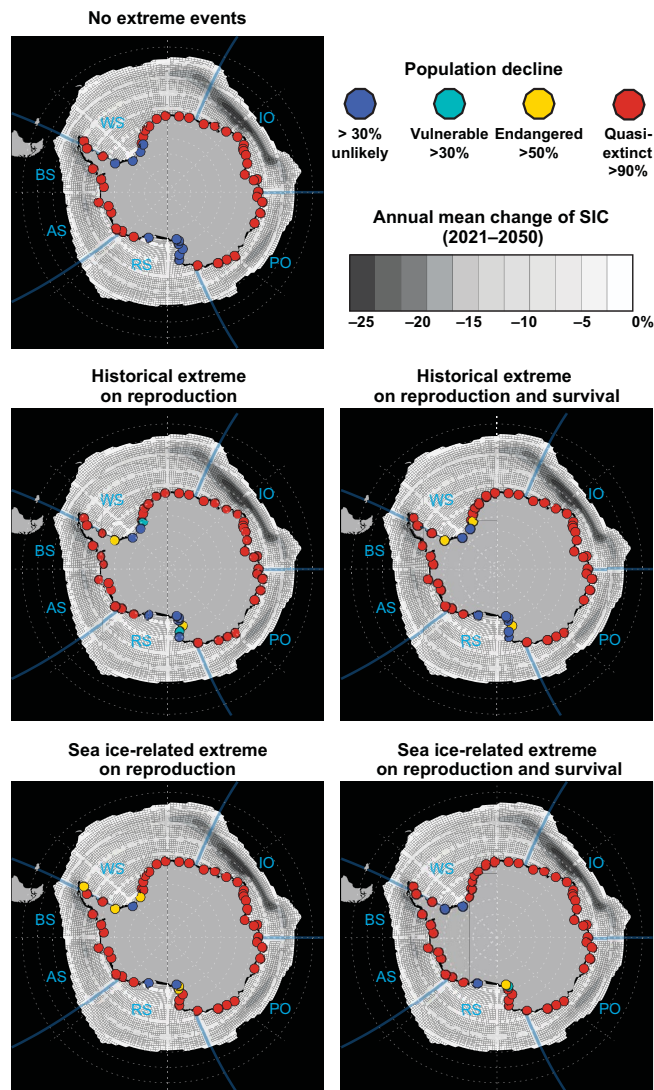 No extreme events
WS
IO
BS
AS
RS
PO
Population decline
> 30%
unlikely
Vulnerable
>30%
Endangered
>50%
Quasi-
extinct
>90%
Annual mean change of SIC
(2021–2050)
–25 –20 –15 –10 –5 0%
Historical extreme
on reproduction
WS
IO
BS
AS
RS
PO
Historical extreme
on reproduction and survival
WS
IO
BS
AS
RS
PO
Sea ice-related extreme
on reproduction
WS
IO
BS
AS
RS
PO
Sea ice-related extreme
on reproduction and survival
WS
IO
BS
AS
RS
PO